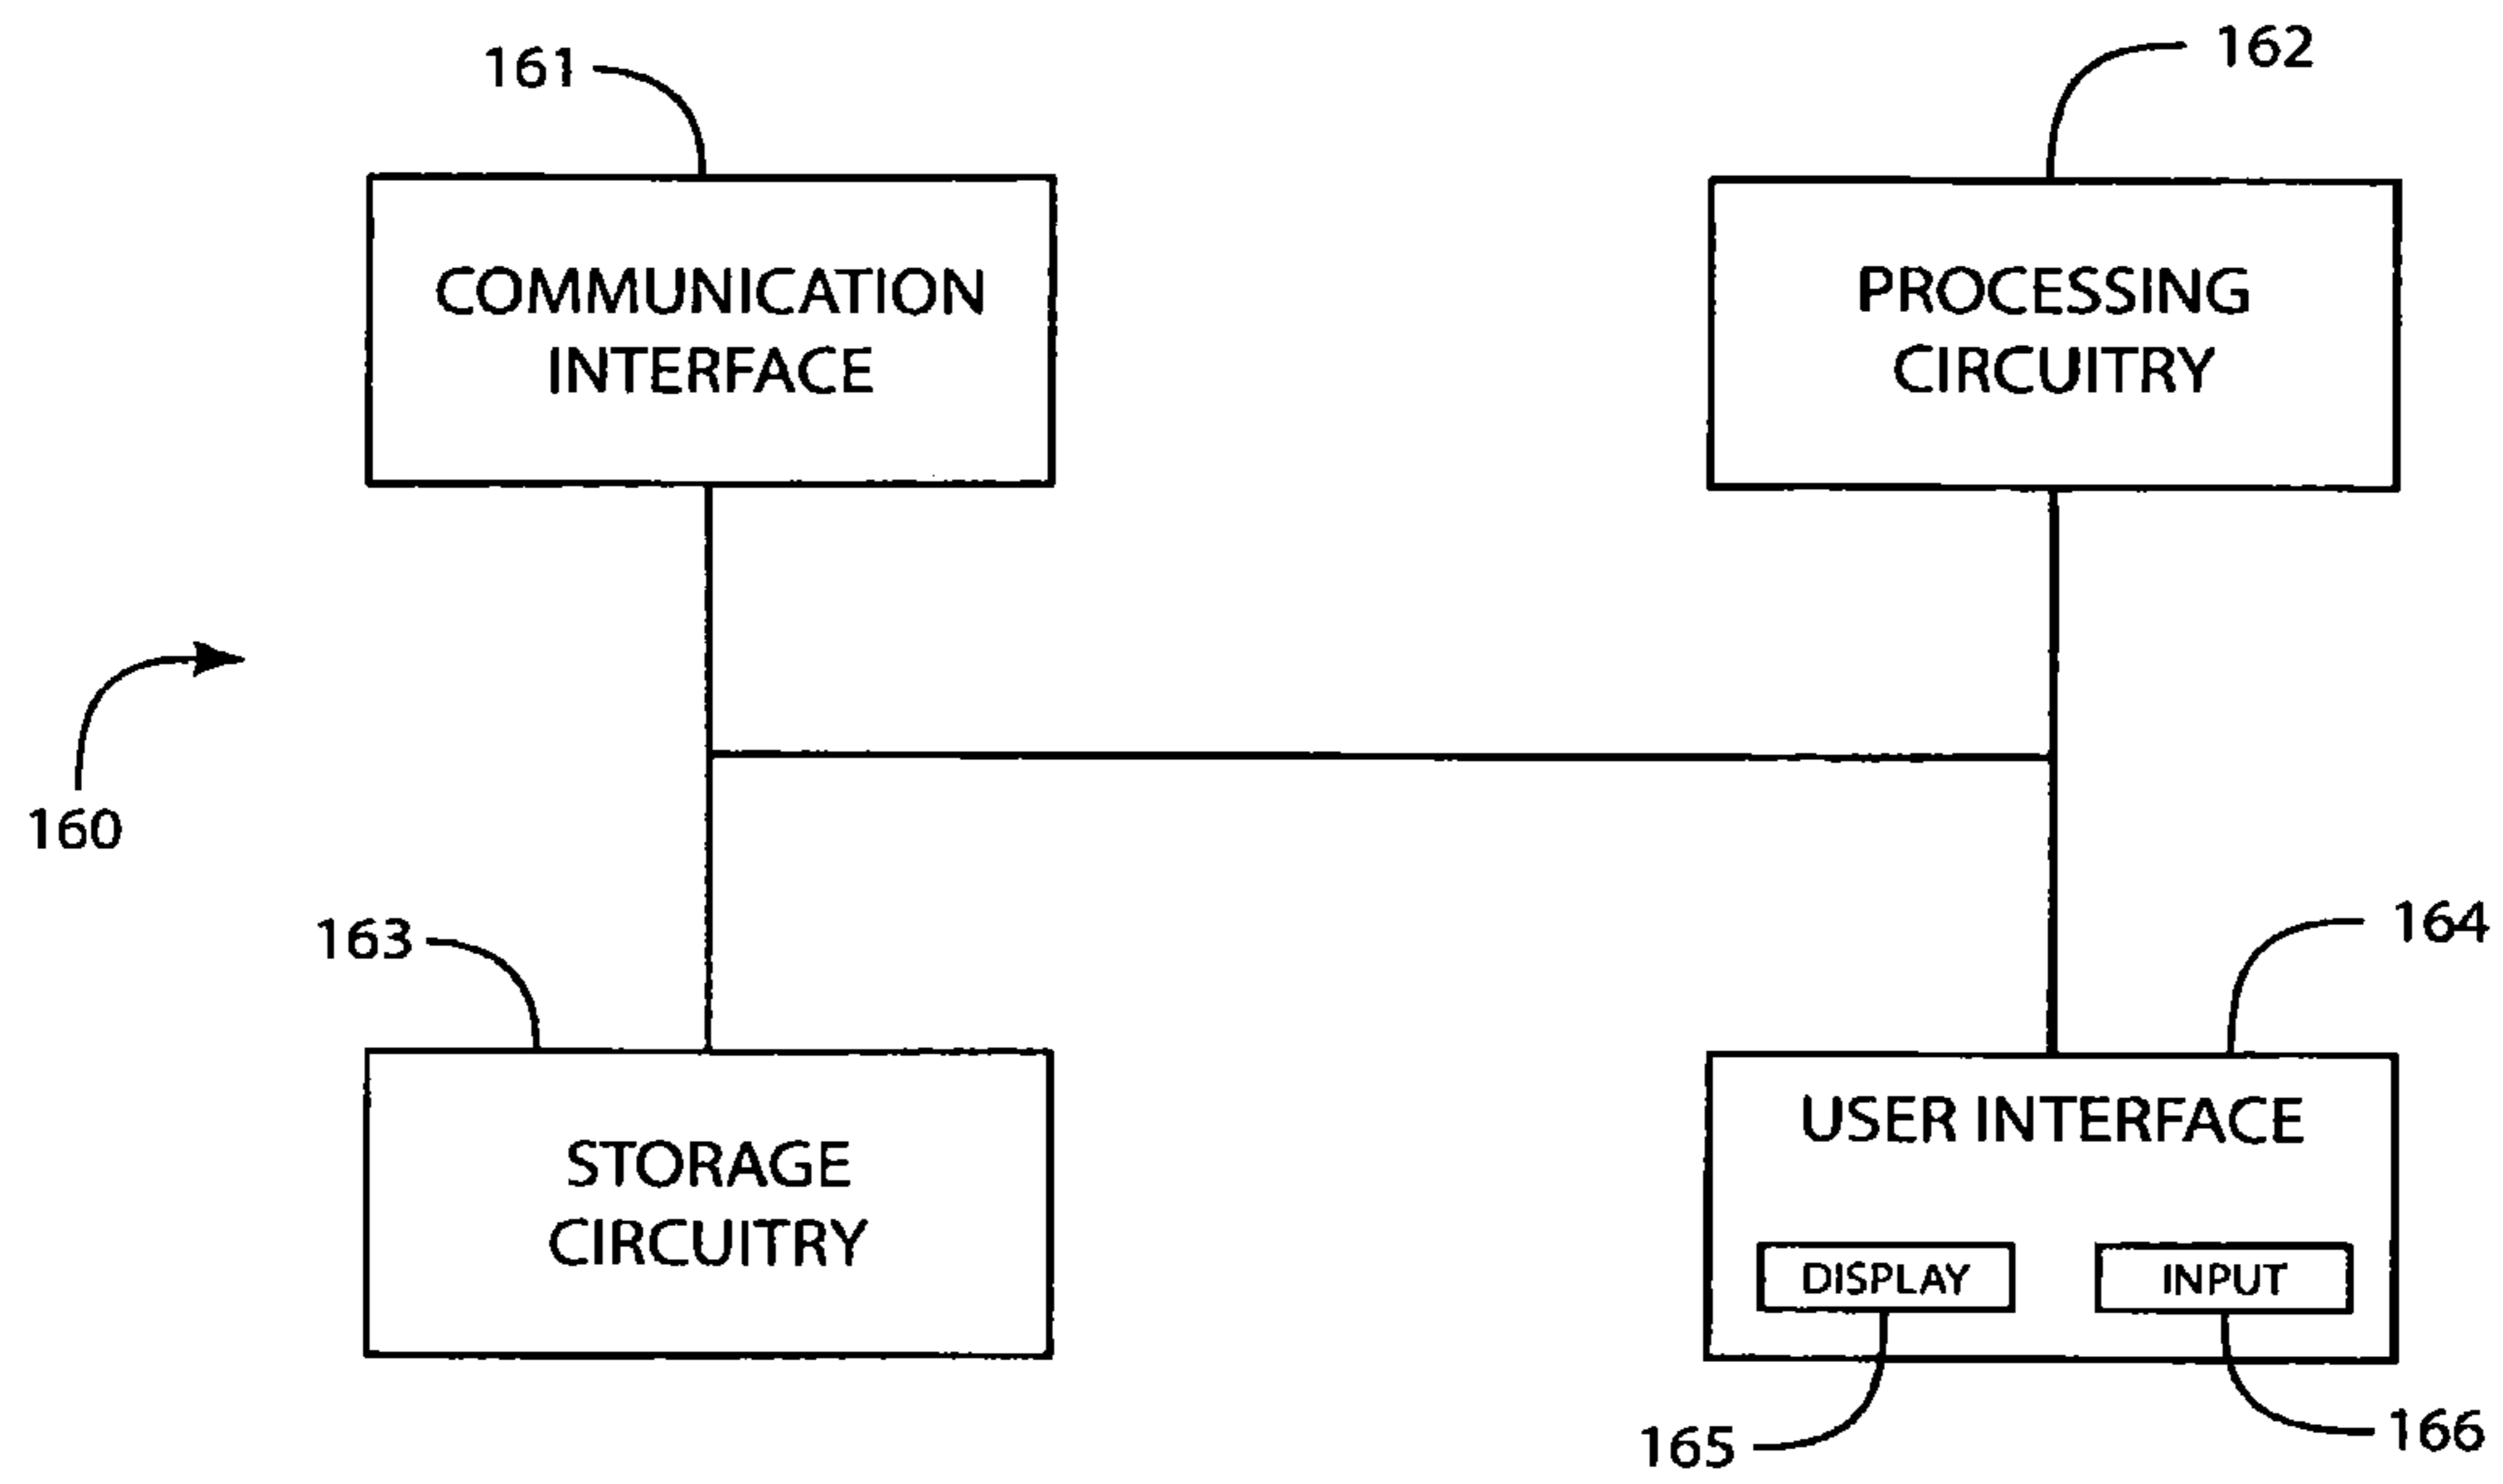 161
162
COMMUNICATION
INTERFACE
PROCESSING
CIRCUITRY
160
163
164
STORAGE
CIRCUITRY
USER INTERFACE
DISPLAY
INPUT
165
166